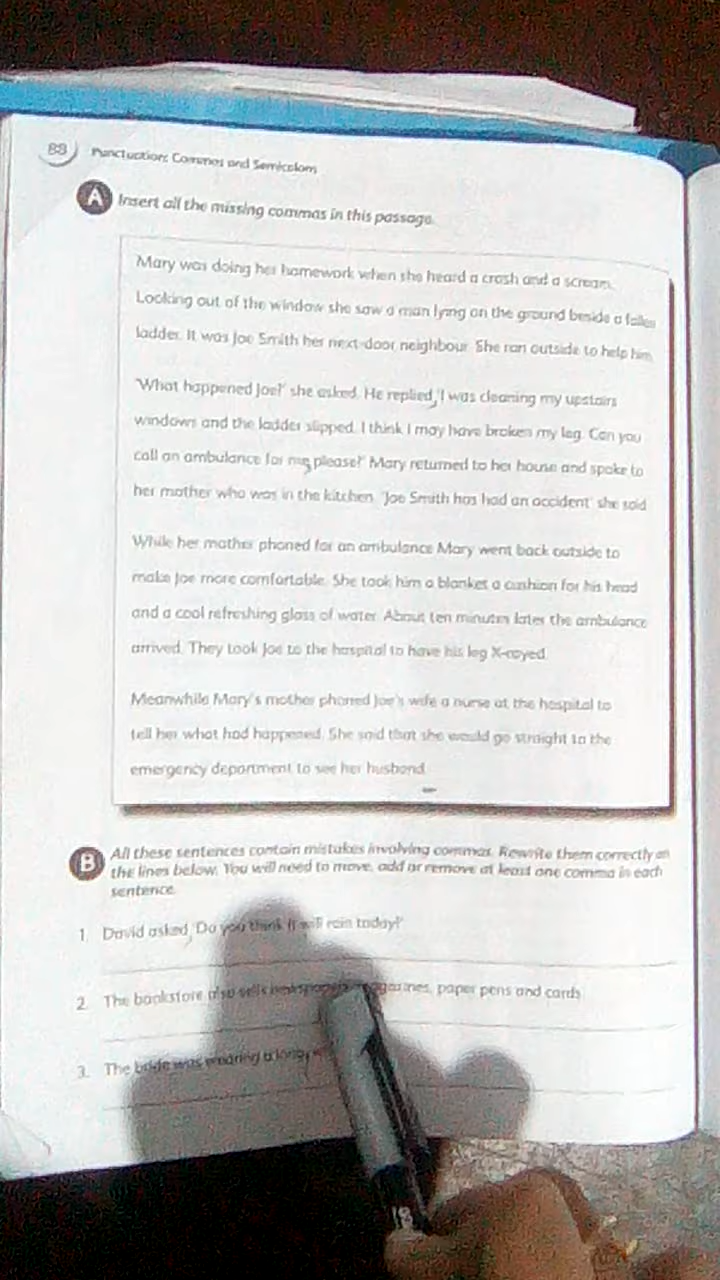 88 Punctuation: Commas and Semicolons
A Insert all the missing commas in this passage.
Mary was doing her homework when she heard a crash and a scream.
Looking out of the window she saw a man lying on the ground beside a fallen
ladder. It was Joe Smith her next-door neighbour. She ran outside to help him.
'What happened Joe?' she asked. He replied, 'I was cleaning my upstairs
windows and the ladder slipped. I think I may have broken my leg. Can you
call an ambulance for me, please?' Mary returned to her house and spoke to
her mother who was in the kitchen. 'Joe Smith has had an accident' she said
While her mother phoned for an ambulance Mary went back outside to
make Joe more comfortable. She took him a blanket a cushion for his head
and a cool refreshing glass of water. About ten minutes later the ambulance
arrived. They took Joe to the hospital to have his leg X-rayed.
Meanwhile Mary's mother phoned Joe's wife a nurse at the hospital to
tell her what had happened. She said that she would go straight to the
emergency department to see her husband.
B All these sentences contain mistakes involving commas. Rewrite them correctly on
the lines below. You will need to move, add or remove at least one comma in each
sentence.
1. David asked, 'Do you think it will rain today?'
2. The bookstore also sells magazines, paper pens and cards
3. The bride was wearing a long